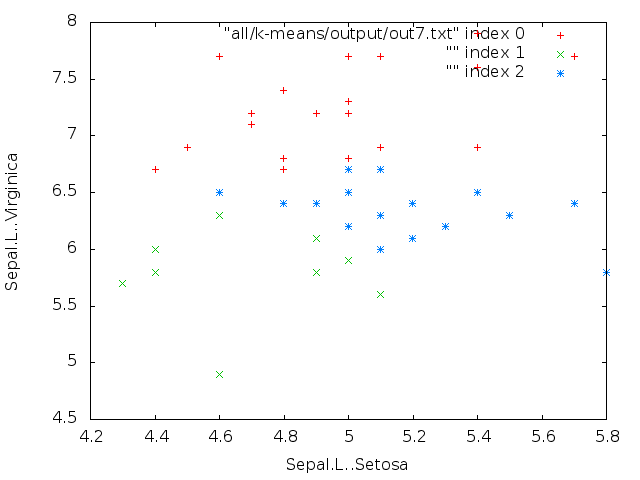 "all/k-means/output/out7.txt" index 0
"" index 1
"" index 2
8
7.5
7
6.5
6
5.5
5
4.5
Sepal.L..Virginica
4.2 4.4 4.6 4.8 5 5.2 5.4 5.6 5.8
Sepal.L..Setosa